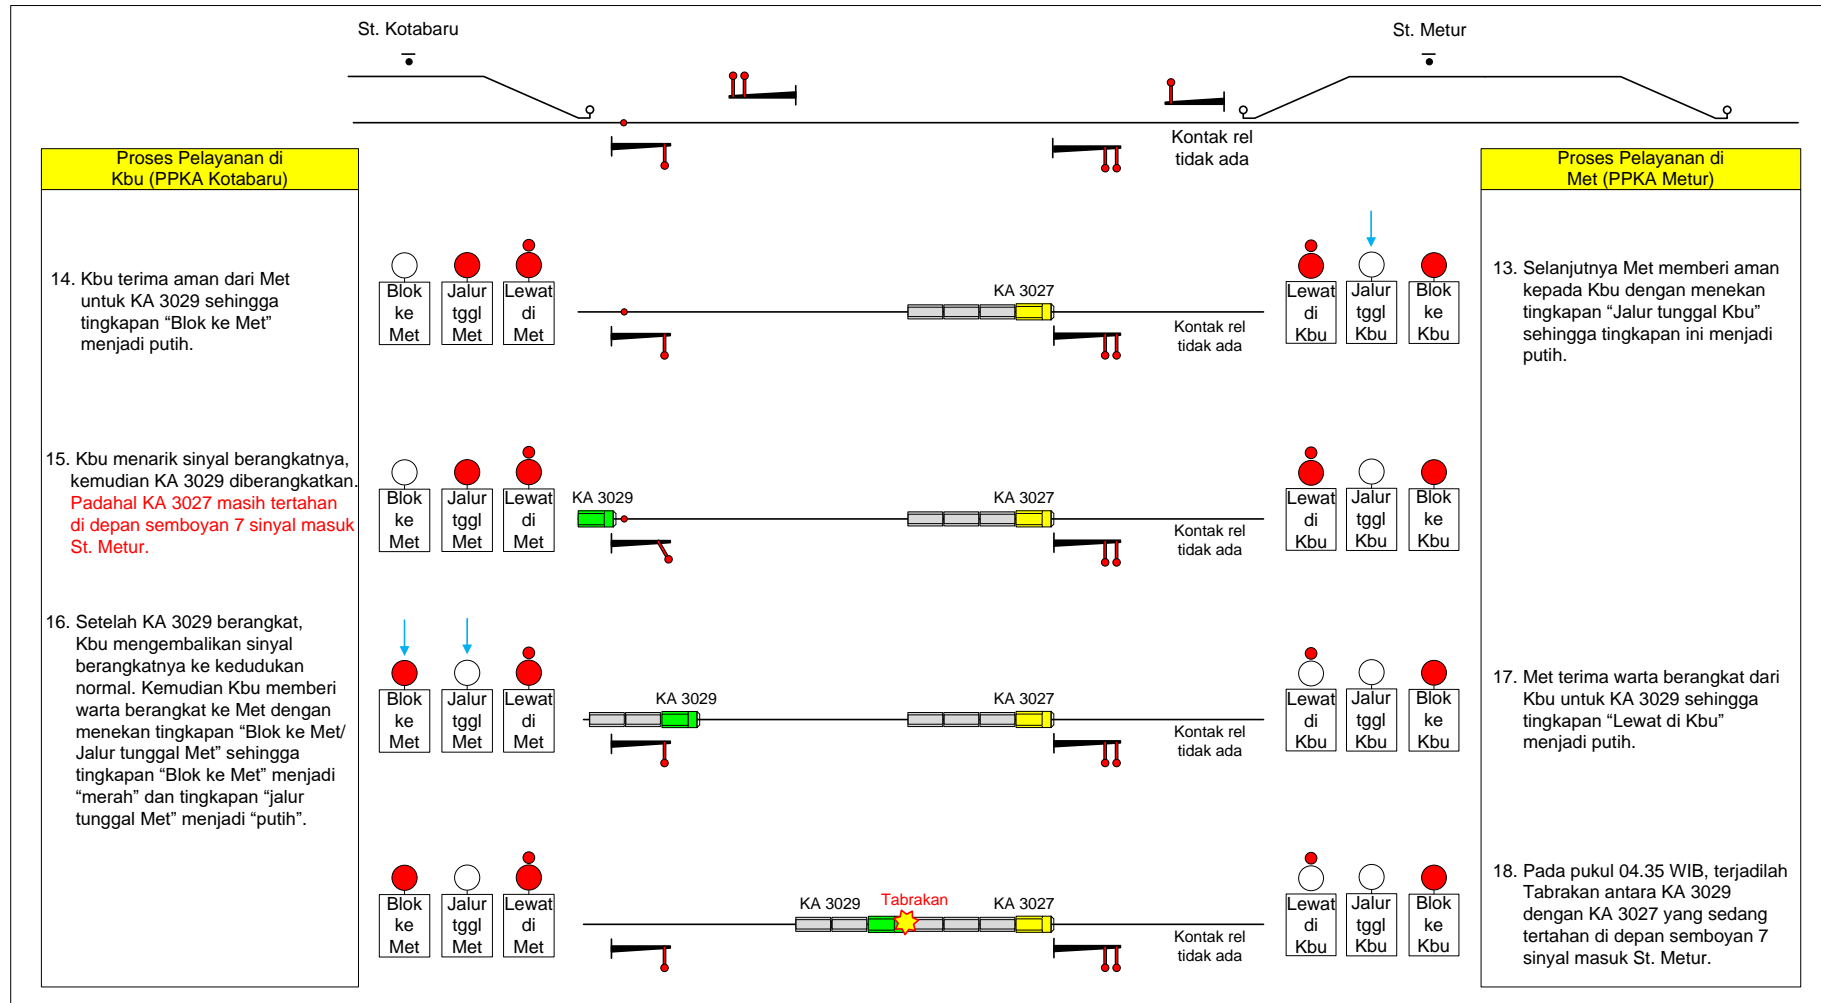 St. Kotabaru
St. Metur
Kontak rel
tidak ada
Proses Pelayanan di
Kbu (PPKA Kotabaru)
Proses Pelayanan di
Met (PPKA Metur)
14. Kbu terima aman dari Met
untuk KA 3029 sehingga
tingkapan “Blok ke Met”
menjadi putih.
Blok
ke
Met
Jalur
tggl
Met
Lewat
di
Met
KA 3027
Kontak rel
tidak ada
Lewat
di
Kbu
Jalur
tggl
Kbu
Blok
ke
Kbu
13. Selanjutnya Met memberi aman
kepada Kbu dengan menekan
tingkapan “Jalur tunggal Kbu”
sehingga tingkapan ini menjadi
putih.
15. Kbu menarik sinyal berangkatnya,
kemudian KA 3029 diberangkatkan.
Padahal KA 3027 masih tertahan
di depan semboyan 7 sinyal masuk
St. Metur.
Blok
ke
Met
Jalur
tggl
Met
Lewat
di
Met
KA 3029
KA 3027
Kontak rel
tidak ada
Lewat
di
Kbu
Jalur
tggl
Kbu
Blok
ke
Kbu
16. Setelah KA 3029 berangkat,
Kbu mengembalikan sinyal
berangkatnya ke kedudukan
normal. Kemudian Kbu memberi
warta berangkat ke Met dengan
menekan tingkapan “Blok ke Met/
Jalur tunggal Met” sehingga
tingkapan “Blok ke Met” menjadi
“merah” dan tingkapan “jalur
tunggal Met” menjadi “putih”.
Blok
ke
Met
Jalur
tggl
Met
Lewat
di
Met
KA 3029
KA 3027
Kontak rel
tidak ada
Lewat
di
Kbu
Jalur
tggl
Kbu
Blok
ke
Kbu
17. Met terima warta berangkat dari
Kbu untuk KA 3029 sehingga
tingkapan “Lewat di Kbu”
menjadi putih.
Blok
ke
Met
Jalur
tggl
Met
Lewat
di
Met
KA 3029
Tabrakan
KA 3027
Kontak rel
tidak ada
Lewat
di
Kbu
Jalur
tggl
Kbu
Blok
ke
Kbu
18. Pada pukul 04.35 WIB, terjadilah
Tabrakan antara KA 3029
dengan KA 3027 yang sedang
tertahan di depan semboyan 7
sinyal masuk St. Metur.